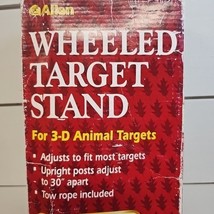 Allen
WHEELED
TARGET
STAND
For 3-D Animal Targets
• Adjusts to fit most targets
• Upright posts adjust
to 30" apart
• Tow rope included